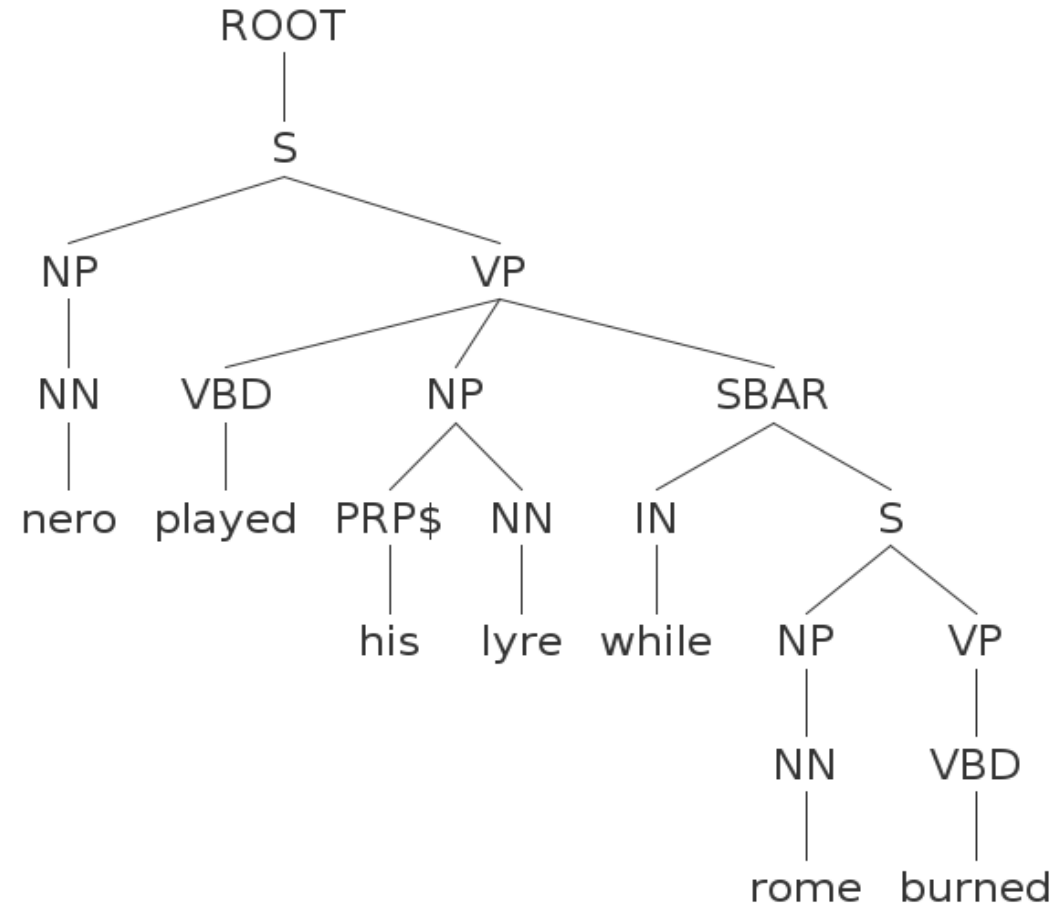 ROOT
S
NP VP
NN VBD NP SBAR
nero played PRP$ NN IN S
his lyre while NP VP
NN VBD
rome burned